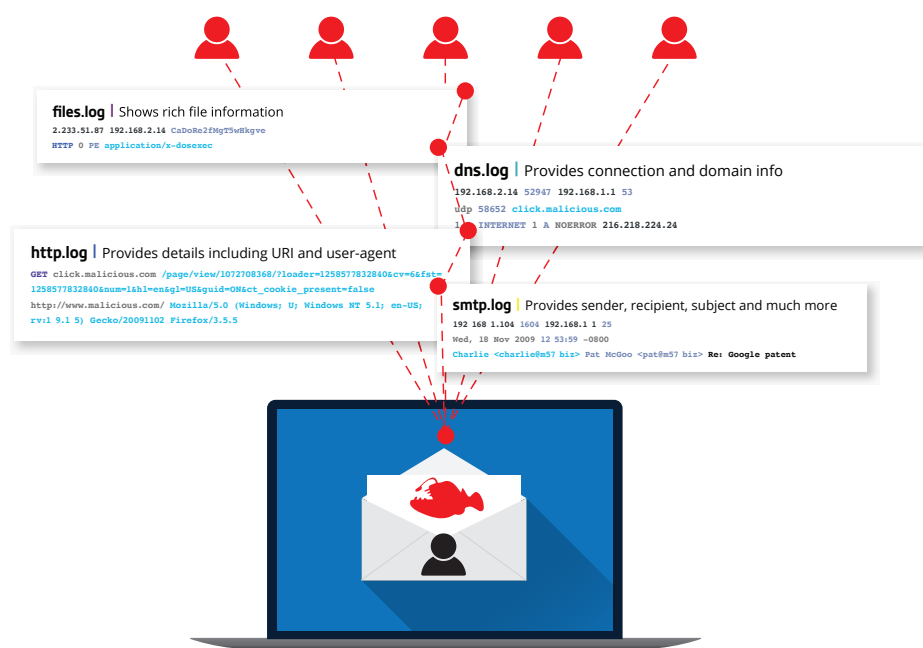 files.log | Shows rich file information
2.233.51.87 192.168.2.14 CaDoRe2fMgT5wHkgve
HTTP 0 PE application/x-dosexec
dns.log | Provides connection and domain info
192.168.2.14 52947 192.168.1.1 53
udp 58652 click.malicious.com
INTERNET 1 A NOERROR 216.218.224.24
http.log | Provides details including URI and user-agent
GET click.malicious.com /page/view/1072708368/?loader=1258577832840&cv=6&fst=
1258577832840&num=1&hl=en&gl=US&guid=ON&ct_cookie_present=false
http://www.malicious.com/ Mozilla/5.0 (Windows; U; Windows NT 5.1; en-US;
rv:1 9.1 5) Gecko/20091102 Firefox/3.5.5
smtp.log | Provides sender, recipient, subject and much more
192 168 1.104 1604 192.168.1 1 25
Wed, 18 Nov 2009 12 53:59 -0800
Charlie <charlie@m57 biz> Pat McGoo <pat@m57 biz> Re: Google patent